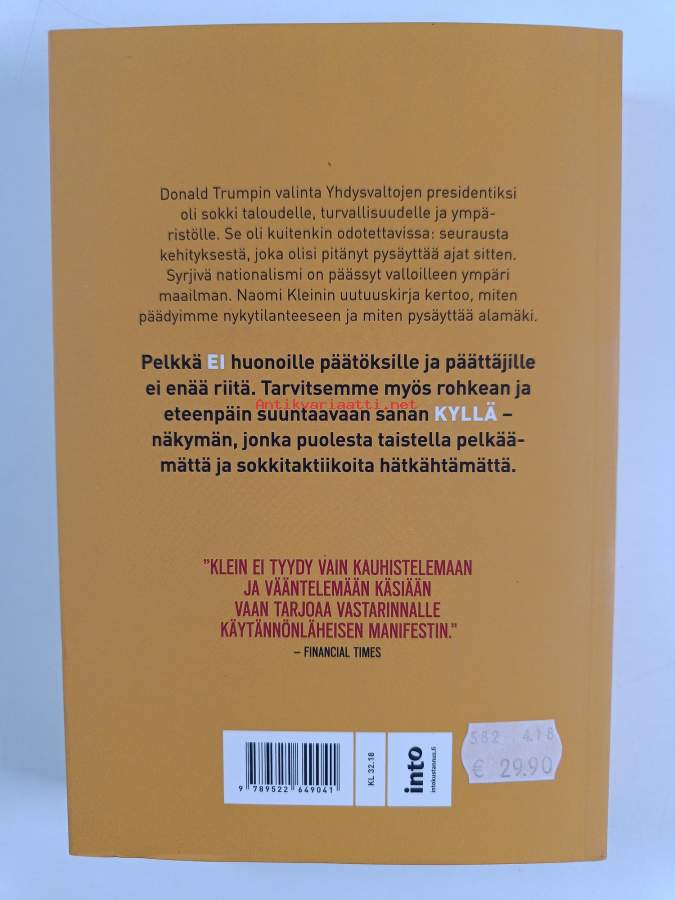 Donald Trumpin valinta Yhdysvaltojen presidentiksi
oli sokki taloudelle, turvallisuudelle ja ympä-
ristölle. Se oli kuitenkin odotettavissa: seurausta
kehityksestä, joka olisi pitänyt pysäyttää ajat sitten.
Syrjivä nationalismi on päässyt valloilleen ympäri
maailman. Naomi Kleinin uutuuskirja kertoo, miten
päädyimme nykytilanteeseen ja miten pysäyttää alamäki.
Pelkkä EI huonoille päätöksille ja päättäjille
ei enää riitä. Tarvitsemme myös rohkean ja
Antikvariaatti.net
eteenpäin suuntaavaan sanan KYLLÄ –
näkymän, jonka puolesta taistella pelkää-
mättä ja sokkitaktiikoita hätkähtämättä.
"KLEIN EI TYYDY VAIN KAUHISTELEMAAN
JA VÄÄNTELEMÄÄN KÄSIÄÄN
VAAN TARJOAA VASTARINNALLE
KÄYTÄNNÖNLÄHEISEN MANIFESTIN."
– FINANCIAL TIMES
9 789522 649041
KL 32.18
into
intokustannus.fi
582 4.18
€ 29.90